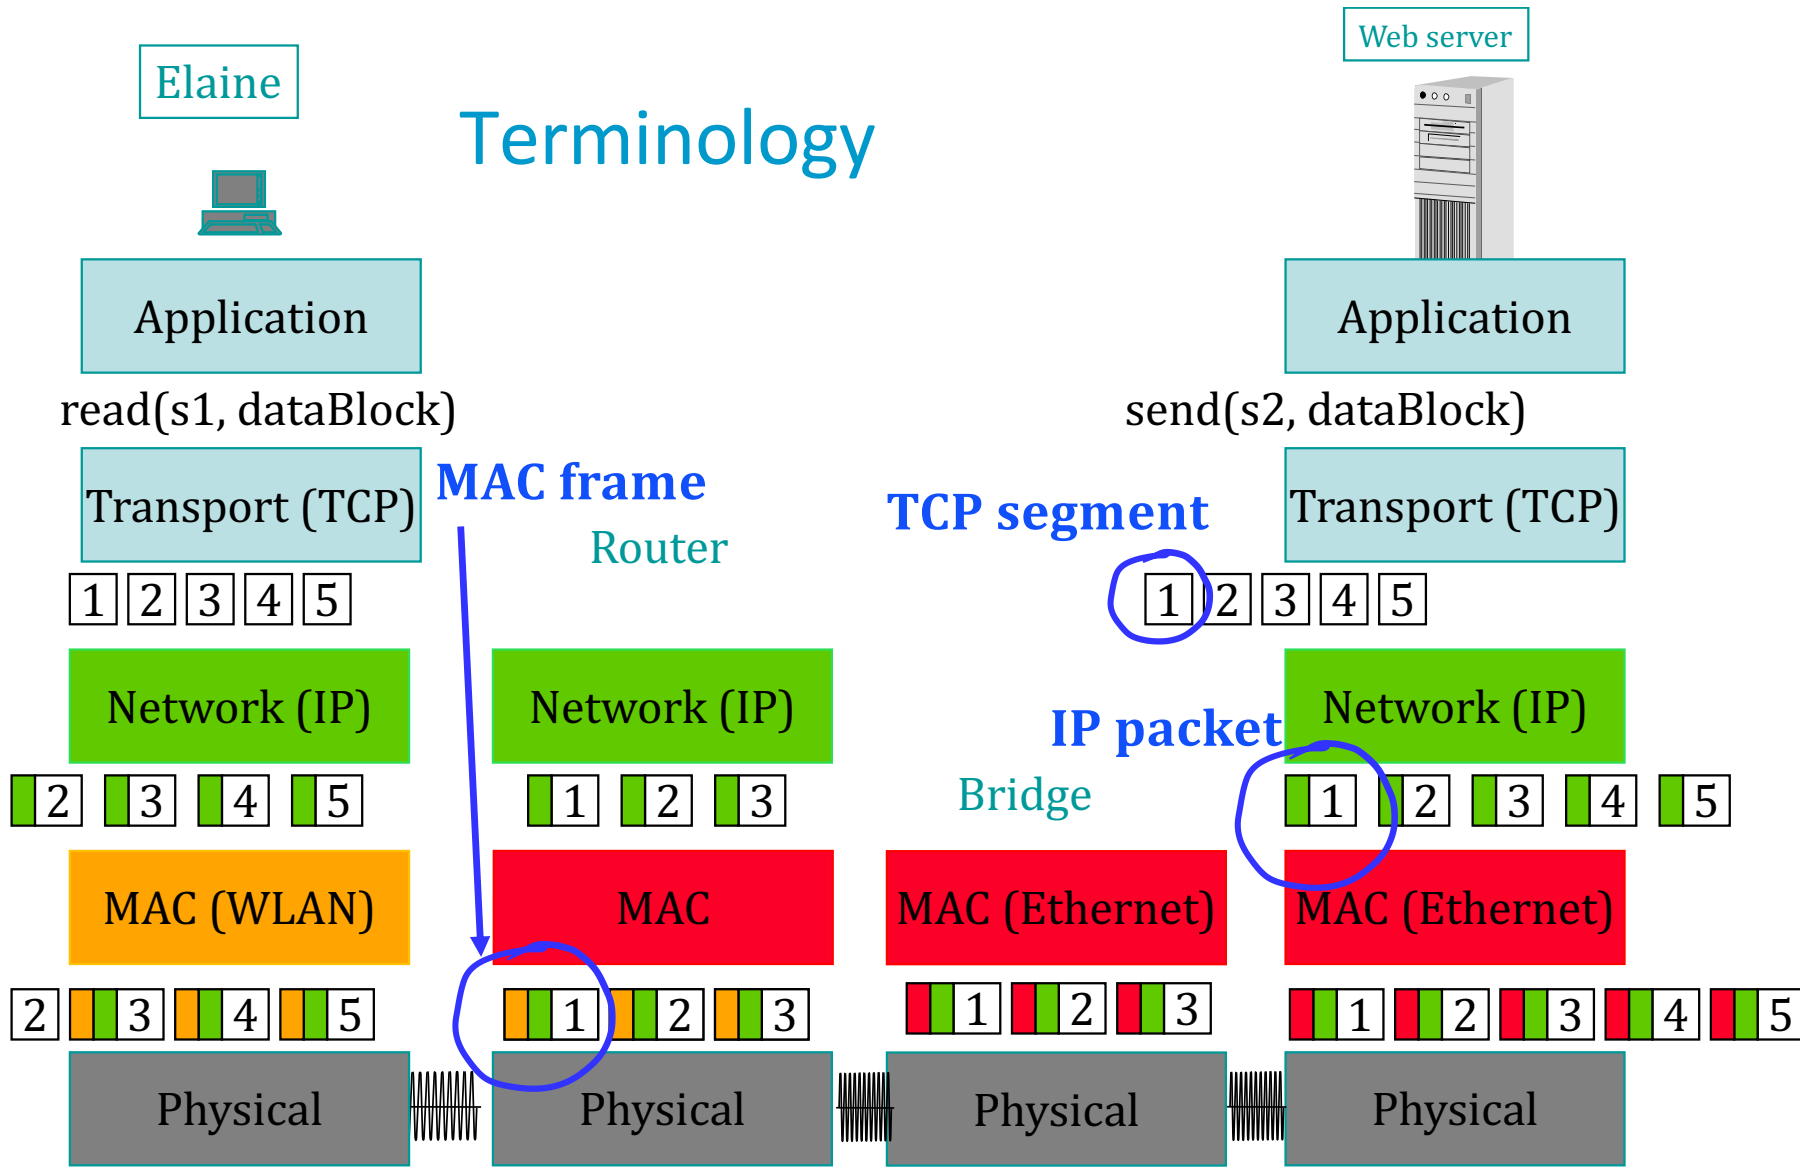 Web server
Elaine
Terminology
Application
Application
read(s1, dataBlock)
send(s2, dataBlock)
MAC frame
TCP segment
Transport (TCP)
Transport (TCP)
Router
1 2 3 4 5
1 2 3 4 5
Network (IP)
Network (IP)
Network (IP)
IP packet
Bridge
2 3 4 5
1 2 3
1 2 3 4 5
MAC (WLAN)
MAC
MAC (Ethernet)
MAC (Ethernet)
2 3 4 5
1 2 3
1 2 3
1 2 3 4 5
Physical
Physical
Physical
Physical